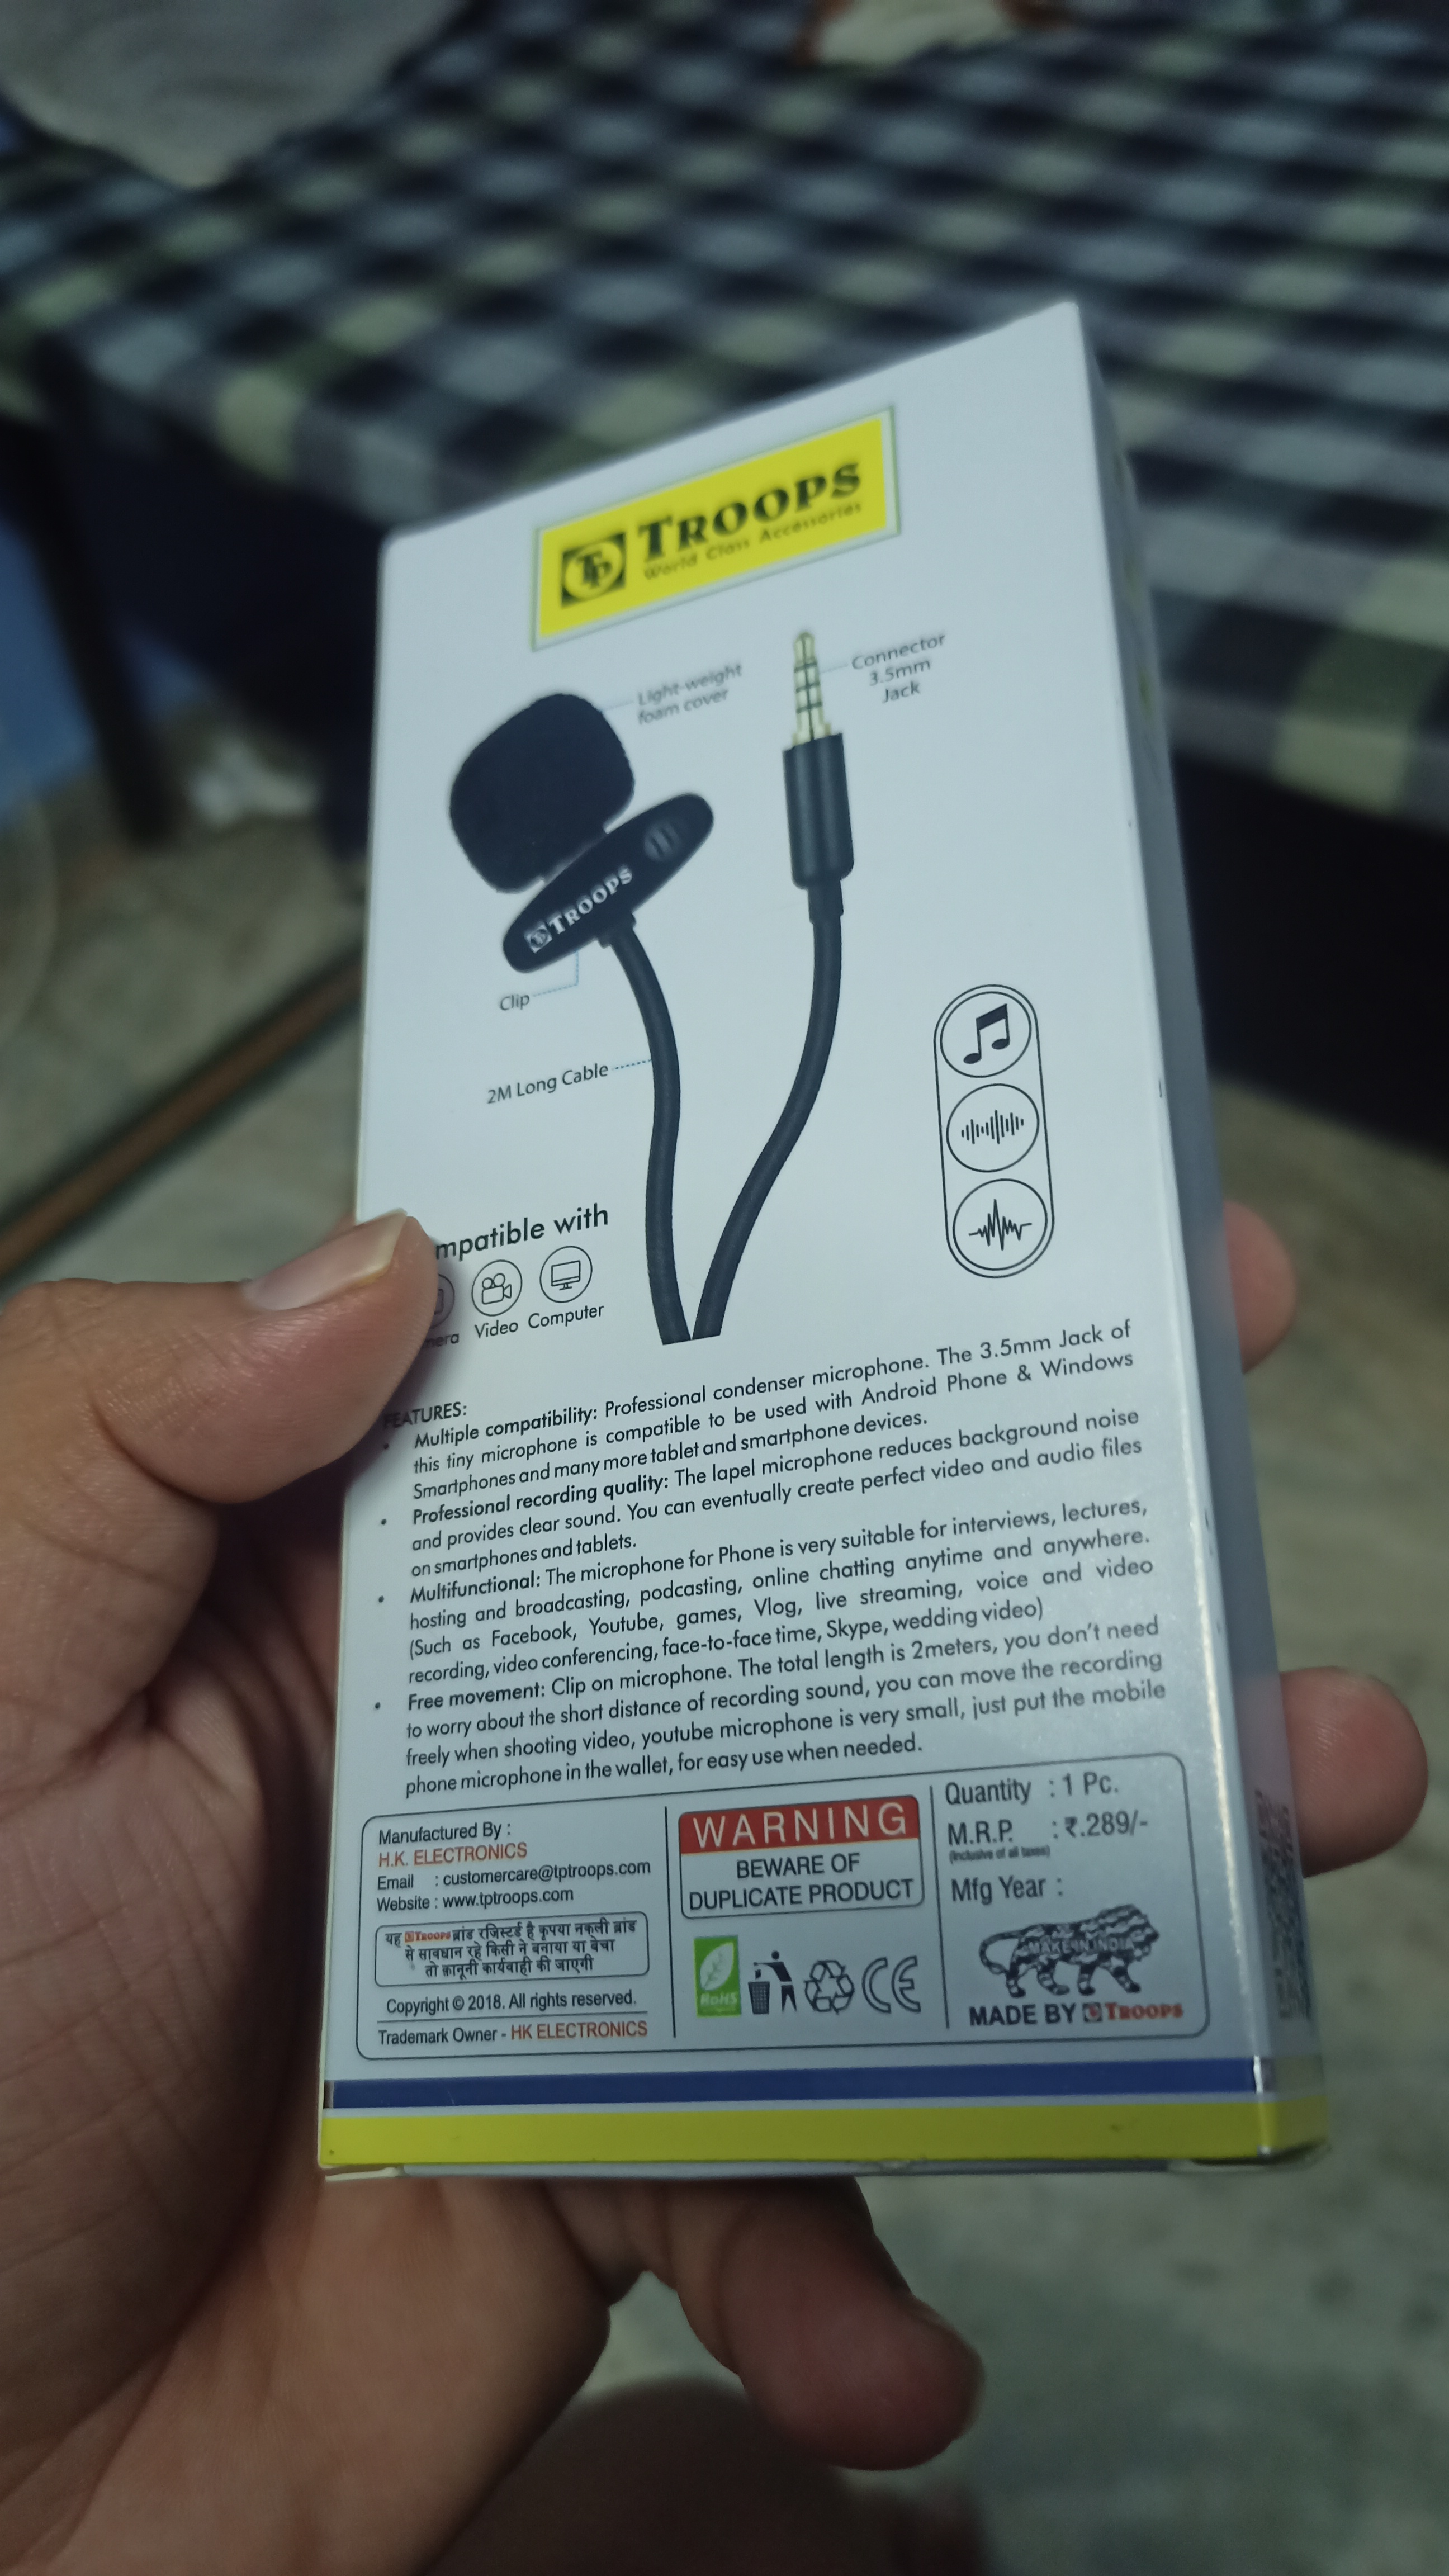 TP TROOPS
World Class Accessories
Light-weight
foam cover
Connector
3.5mm
Jack
TP TROOPS
Clip
2M Long Cable
mpatible with
mera Video Computer
FEATURES:
• Multiple compatibility: Professional condenser microphone. The 3.5mm Jack of
this tiny microphone is compatible to be used with Android Phone & Windows
Smartphones and many more tablet and smartphone devices.
• Professional recording quality: The lapel microphone reduces background noise
and provides clear sound. You can eventually create perfect video and audio files
on smartphones and tablets.
• Multifunctional: The microphone for Phone is very suitable for interviews, lectures,
hosting and broadcasting, podcasting, online chatting anytime and anywhere.
(Such as Facebook, Youtube, games, Vlog, live streaming, voice and video
recording, video conferencing, face-to-face time, Skype, wedding video)
• Free movement: Clip on microphone. The total length is 2meters, you don't need
to worry about the short distance of recording sound, you can move the recording
freely when shooting video, youtube microphone is very small, just put the mobile
phone microphone in the wallet, for easy use when needed.
Manufactured By :
H.K. ELECTRONICS
Email : customercare@tptroops.com
Website : www.tptroops.com
यह TP TROOPS ब्रांड रजिस्टर्ड है कृपया नकली ब्रांड
से सावधान रहे किसी ने बनाया या बेचा
तो क़ानूनी कार्यवाही की जाएगी
Copyright © 2018. All rights reserved.
Trademark Owner - HK ELECTRONICS
WARNING
BEWARE OF
DUPLICATE PRODUCT
RoHS
CE
Quantity : 1 Pc.
M.R.P. : ₹.289/-
(Inclusive of all taxes)
Mfg Year :
MAKE IN INDIA
MADE BY TP TROOPS